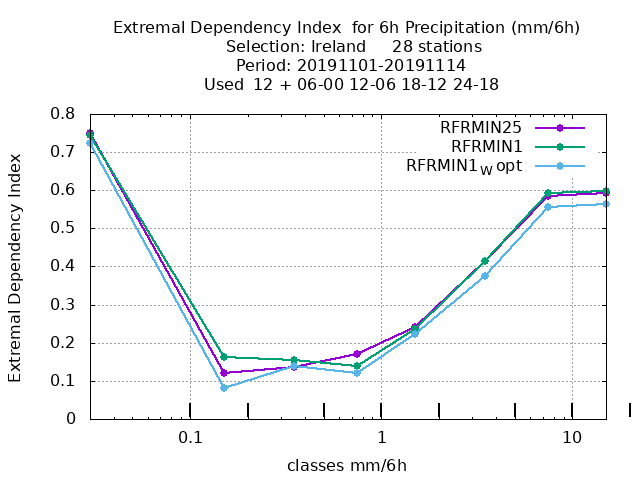 Extremal Dependency Index  for 6h Precipitation (mm/6h)
Selection: Ireland     28 stations
Period: 20191101-20191114
Used  12 + 06-00 12-06 18-12 24-18
0.8
0.7
0.6
0.5
0.4
0.3
0.2
0.1
0
Extremal Dependency Index
RFRMIN25
RFRMIN1
RFRMIN1W opt
0.1 1 10
classes mm/6h